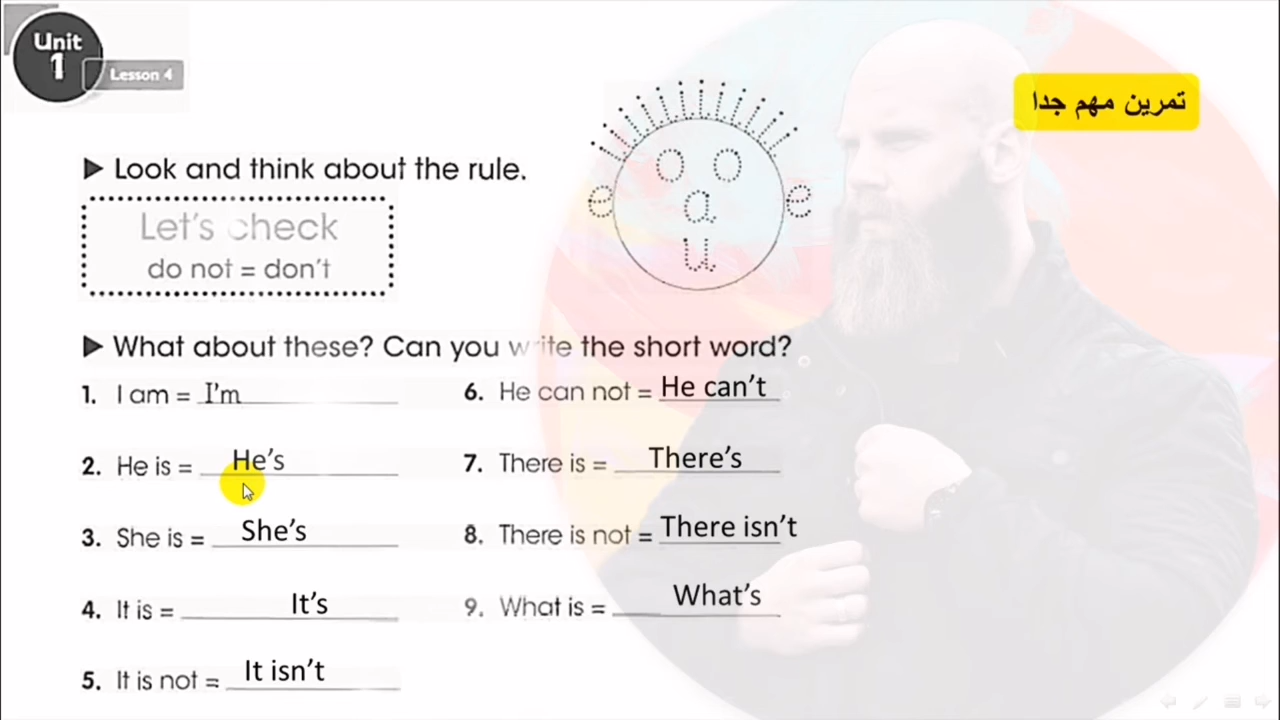 Unit
1
Lesson 4
تمرين مهم جدا
▶ Look and think about the rule.
Let's check
do not = don't
o o
e a e
u
▶ What about these? Can you write the short word?
1. I am = I'm
2. He is = He's
3. She is = She's
4. It is = It's
5. It is not = It isn't
6. He can not = He can't
7. There is = There's
8. There is not = There isn't
9. What is = What's